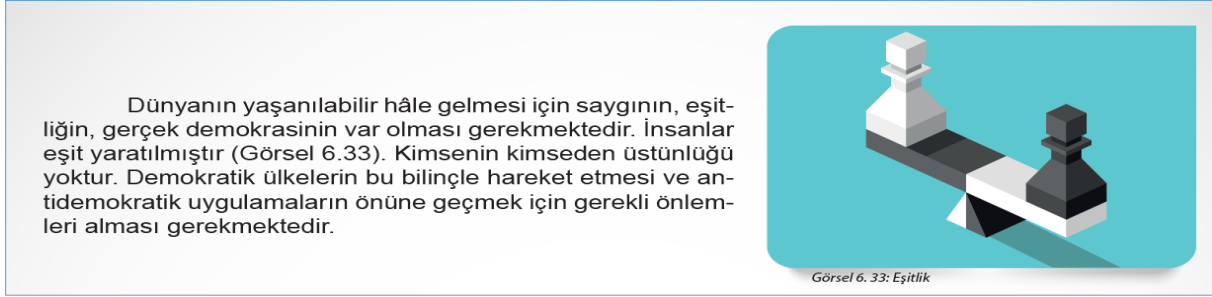 Dünyanın yaşanılabilir hâle gelmesi için saygının, eşit-
liğin, gerçek demokrasinin var olması gerekmektedir. İnsanlar
eşit yaratılmıştır (Görsel 6.33). Kimsenin kimseden üstünlüğü
yoktur. Demokratik ülkelerin bu bilinçle hareket etmesi ve an-
tidemokratik uygulamaların önüne geçmek için gerekli önlem-
leri alması gerekmektedir.
Görsel 6. 33: Eşitlik